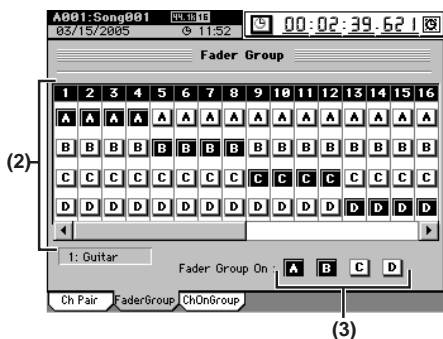 A001:Song001 44.1k 16
03/15/2005 11:52
00:02:39.621
Fader Group
1 2 3 4 5 6 7 8 9 10 11 12 13 14 15 16
A A A A A A A A A A A A A A A A
B B B B B B B B B B B B B B B B
C C C C C C C C C C C C C C C C
D D D D D D D D D D D D D D D D
(2)
1: Guitar
Fader Group On : A B C D
Ch Pair FaderGroup ChOnGroup
(3)